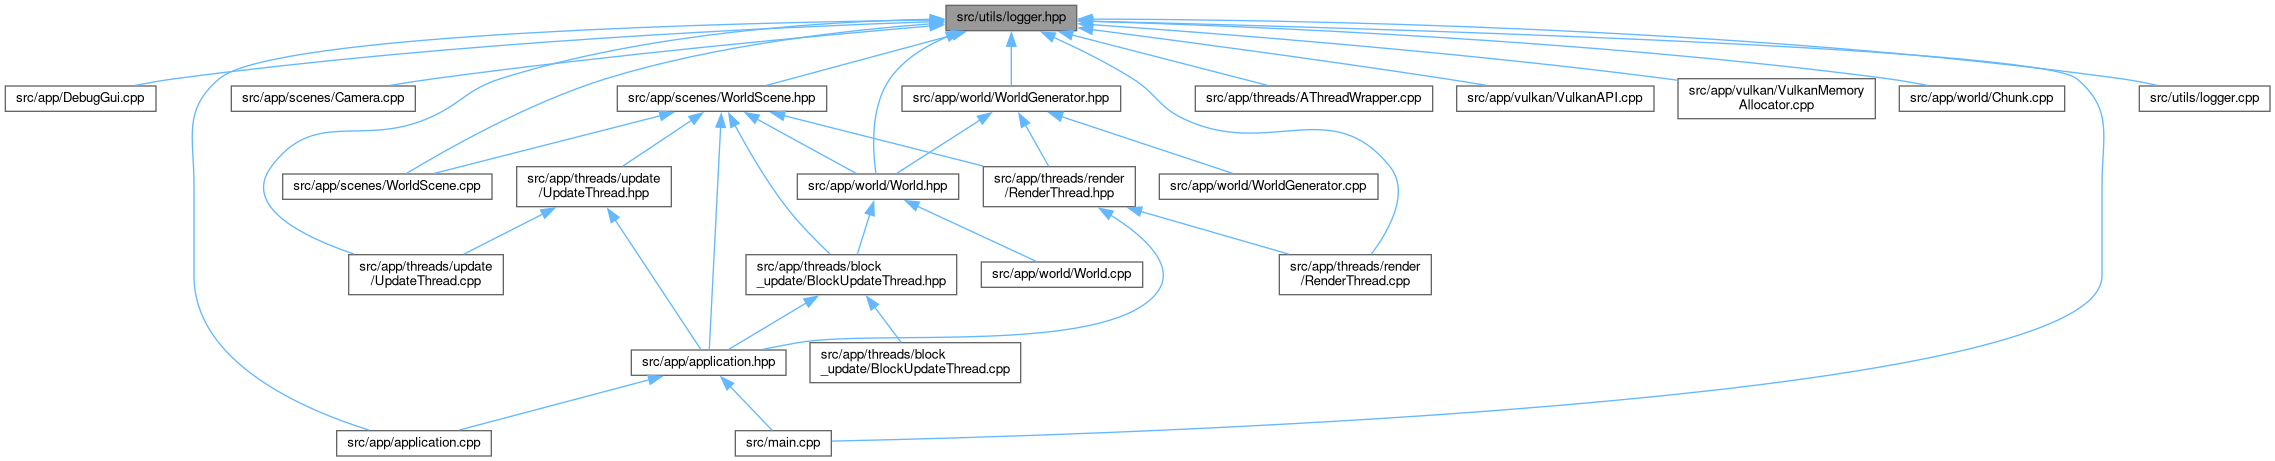 src/utils/logger.hpp
src/app/DebugGui.cpp
src/app/scenes/Camera.cpp
src/app/scenes/WorldScene.hpp
src/app/world/WorldGenerator.hpp
src/app/threads/AThreadWrapper.cpp
src/app/vulkan/VulkanAPI.cpp
src/app/vulkan/VulkanMemory
Allocator.cpp
src/app/world/Chunk.cpp
src/utils/logger.cpp
src/app/scenes/WorldScene.cpp
src/app/threads/update
/UpdateThread.hpp
src/app/world/World.hpp
src/app/threads/render
/RenderThread.hpp
src/app/world/WorldGenerator.cpp
src/app/threads/update
/UpdateThread.cpp
src/app/threads/block
_update/BlockUpdateThread.hpp
src/app/world/World.cpp
src/app/threads/render
/RenderThread.cpp
src/app/application.hpp
src/app/threads/block
_update/BlockUpdateThread.cpp
src/app/application.cpp
src/main.cpp